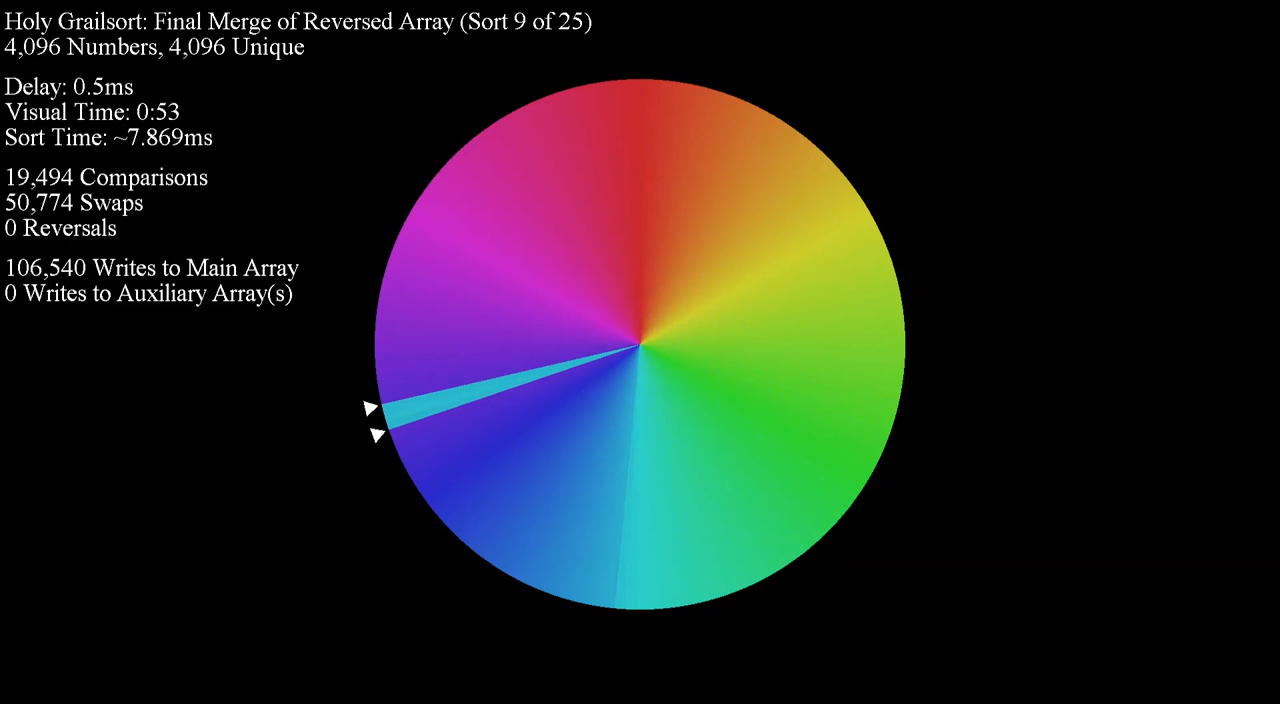 Holy Grailsort: Final Merge of Reversed Array (Sort 9 of 25)
4,096 Numbers, 4,096 Unique
Delay: 0.5ms
Visual Time: 0:53
Sort Time: ~7.869ms
19,494 Comparisons
50,774 Swaps
0 Reversals
106,540 Writes to Main Array
0 Writes to Auxiliary Array(s)